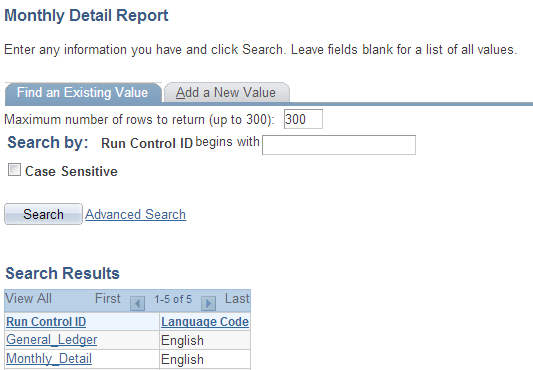 Monthly Detail Report
Enter any information you have and click Search. Leave fields blank for a list of all values.
Find an Existing Value Add a New Value
Maximum number of rows to return (up to 300): 300
Search by: Run Control ID begins with
Case Sensitive
Search Advanced Search
Search Results
View All First 1-5 of 5 Last
Run Control ID Language Code
General_Ledger English
Monthly_Detail English